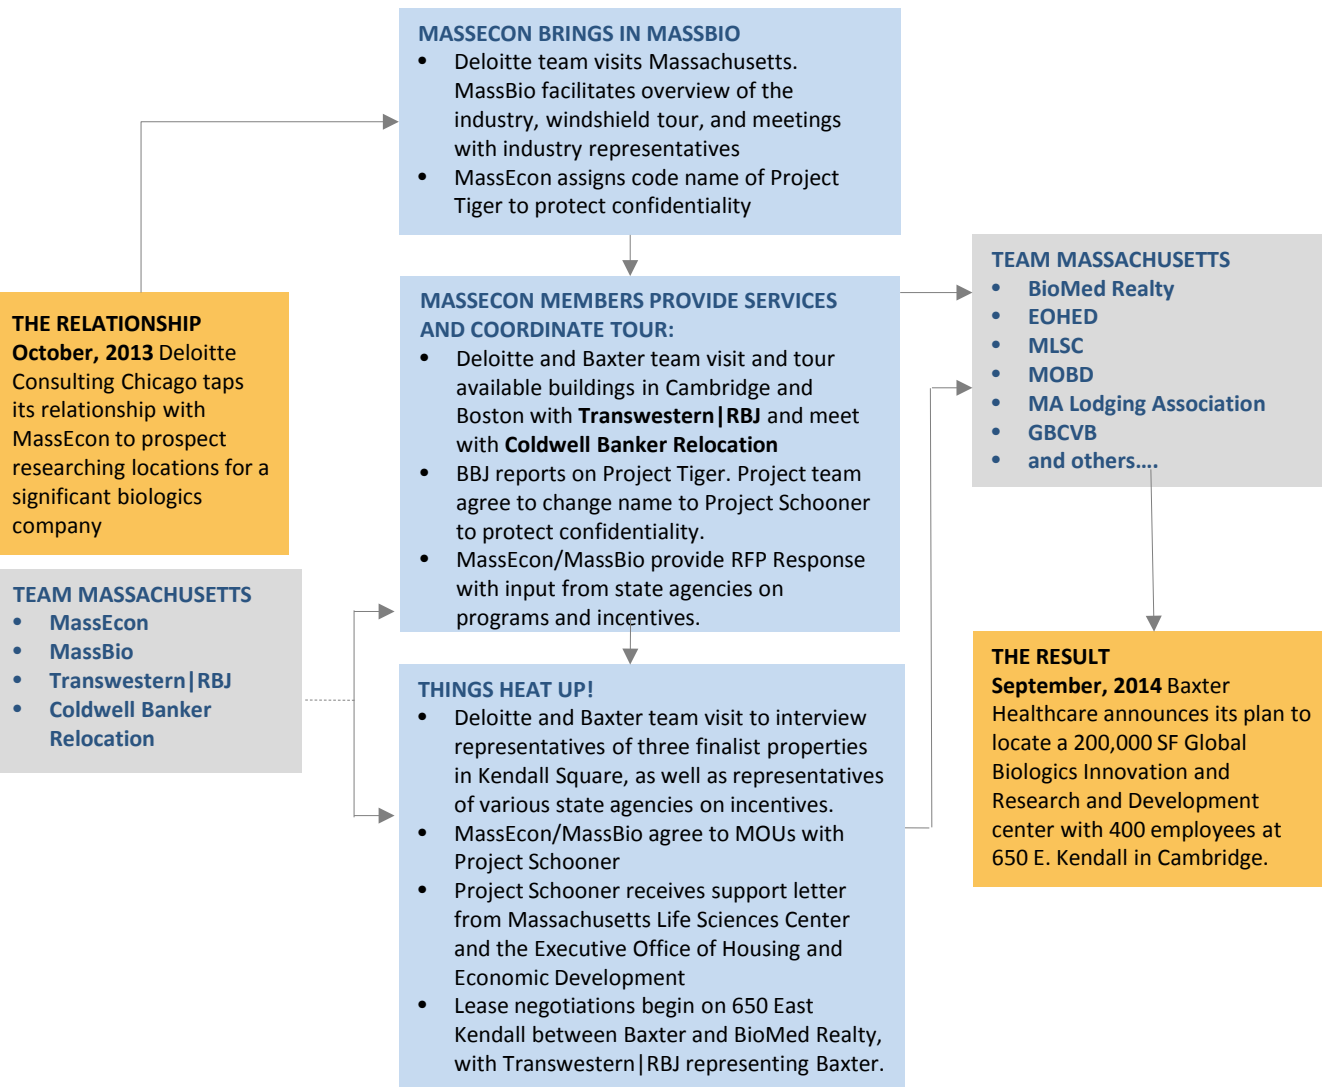 MASSECON BRINGS IN MASSBIO
• Deloitte team visits Massachusetts.
MassBio facilitates overview of the
industry, windshield tour, and meetings
with industry representatives
• MassEcon assigns code name of Project
Tiger to protect confidentiality
THE RELATIONSHIP
October, 2013 Deloitte
Consulting Chicago taps
its relationship with
MassEcon to prospect
researching locations for a
significant biologics
company
MASSECON MEMBERS PROVIDE SERVICES
AND COORDINATE TOUR:
• Deloitte and Baxter team visit and tour
available buildings in Cambridge and
Boston with Transwestern|RBJ and meet
with Coldwell Banker Relocation
• BBJ reports on Project Tiger. Project team
agree to change name to Project Schooner
to protect confidentiality.
• MassEcon/MassBio provide RFP Response
with input from state agencies on
programs and incentives.
TEAM MASSACHUSETTS
• BioMed Realty
• EOHED
• MLSC
• MOBD
• MA Lodging Association
• GBCVB
• and others....
TEAM MASSACHUSETTS
• MassEcon
• MassBio
• Transwestern|RBJ
• Coldwell Banker
Relocation
THINGS HEAT UP!
• Deloitte and Baxter team visit to interview
representatives of three finalist properties
in Kendall Square, as well as representatives
of various state agencies on incentives.
• MassEcon/MassBio agree to MOUs with
Project Schooner
• Project Schooner receives support letter
from Massachusetts Life Sciences Center
and the Executive Office of Housing and
Economic Development
• Lease negotiations begin on 650 East
Kendall between Baxter and BioMed Realty,
with Transwestern|RBJ representing Baxter.
THE RESULT
September, 2014 Baxter
Healthcare announces its plan to
locate a 200,000 SF Global
Biologics Innovation and
Research and Development
center with 400 employees at
650 E. Kendall in Cambridge.